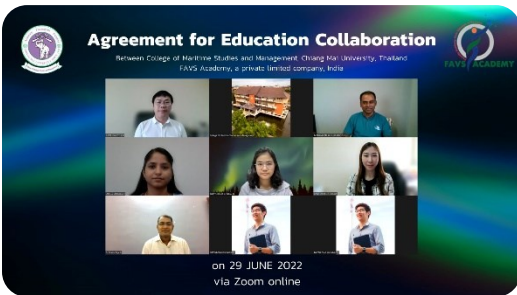 Agreement for Education Collaboration
Between College of Maritime Studies and Management, Chiang Mai University, Thailand
FAVS Academy, a private limited company, India
FAVS ACADEMY
on 29 JUNE 2022
via Zoom online